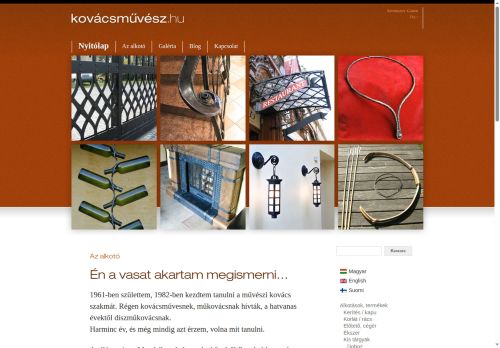 kovácsművész.hu
Nyitólap
Az alkotó
Galéria
Blog
Kapcsolat
RESTAURANT
Az alkotó
Én a vasat akartam megismerni…
1961-ben születtem, 1982-ben kezdtem tanulni a művészi kovács
szakmát. Régen kovácsművesnek, műkovácsnak hívták, a hatvanas
évektől díszműkovácsnak.
Harminc év, és még mindig azt érzem, volna mit tanulni.
Keresés
Magyar
English
Suomi
Alkotások, termékek
Kerítés / kapu
Korlát / rács
Előtető, cégér
Ékszer
Kis tárgyak